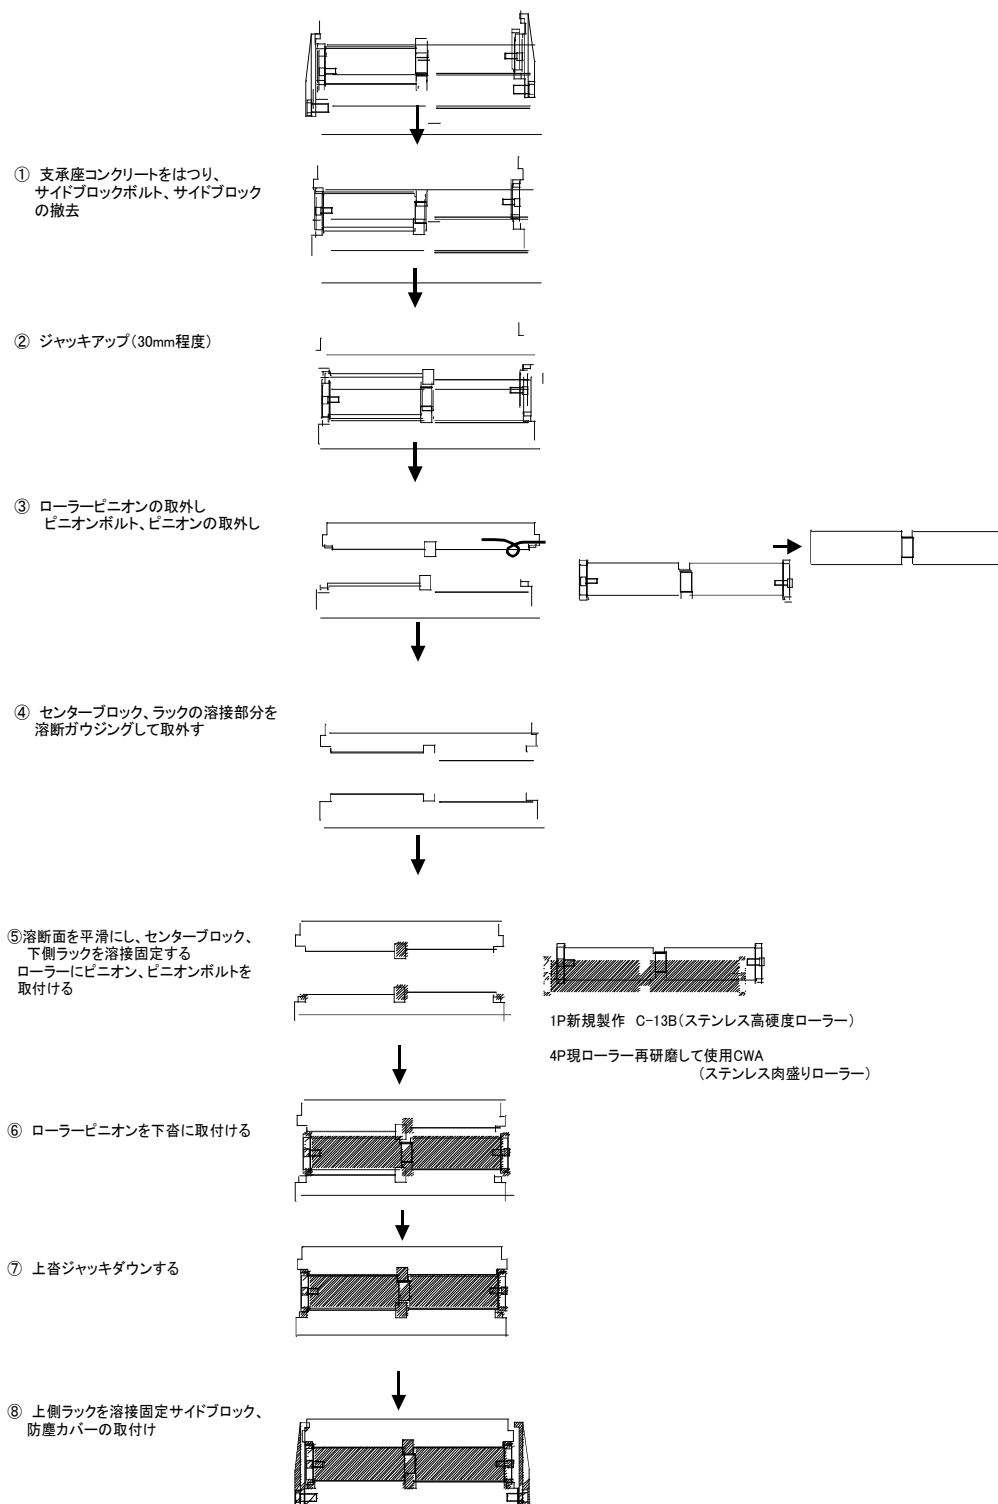 ① 支承座コンクリートをはつり、
サイドブロックボルト、サイドブロック
の撤去
② ジャッキアップ(30mm程度)
③ ローラーピニオンの取外し
ピニオンボルト、ピニオンの取外し
④ センターブロック、ラックの溶接部分を
溶断ガウジングして取外す
⑤溶断面を平滑にし、センターブロック、
下側ラックを溶接固定する
ローラーにピニオン、ピニオンボルトを
取付ける
1P新規製作 C-13B(ステンレス高硬度ローラー)
4P現ローラー再研磨して使用CWA
(ステンレス肉盛りローラー)
⑥ ローラーピニオンを下沓に取付ける
⑦ 上沓ジャッキダウンする
⑧ 上側ラックを溶接固定サイドブロック、
防塵カバーの取付け